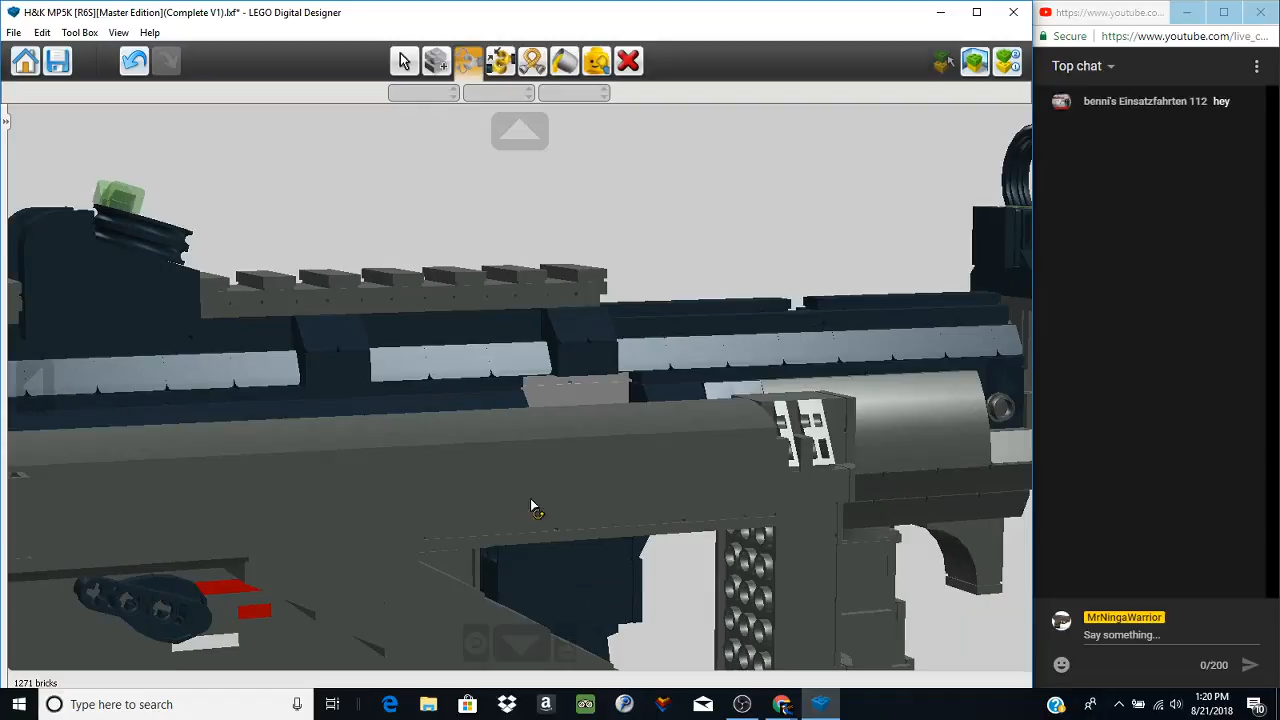 H&K MP5K [R6S][Master Edition](Complete V1).lxf* - LEGO Digital Designer
File Edit Tool Box View Help
1271 bricks
https://www.youtube.co...
Secure https://www.youtube.com/live_c...
Top chat
benni's Einsatzfahrten 112 hey
MrNingaWarrior
Say something...
0/200
Type here to search
1:20 PM
8/21/2018